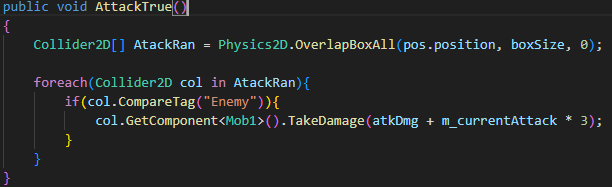 public void AttackTrue()
{
Collider2D[] AtackRan = Physics2D.OverlapBoxAll(pos.position, boxSize, 0);
foreach(Collider2D col in AtackRan){
if(col.CompareTag("Enemy")){
col.GetComponent<Mob1>().TakeDamage(atkDmg + m_currentAttack * 3);
}
}
}